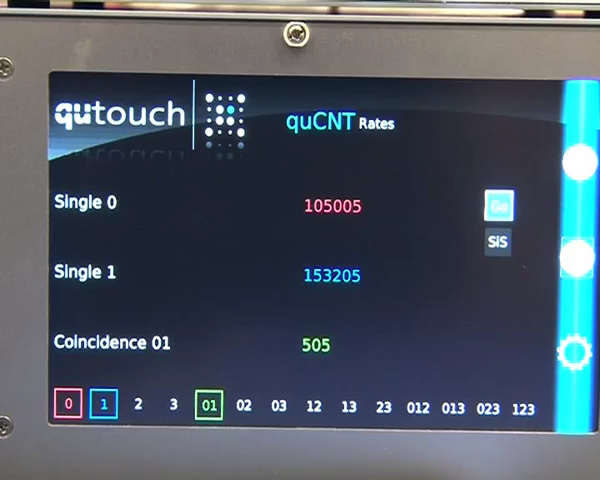 qutouch
quCNT Rates
Single 0 105005
SiS
Single 1 153205
Coincidence 01 505
0 1 2 3 01 02 03 12 13 23 012 013 023 123